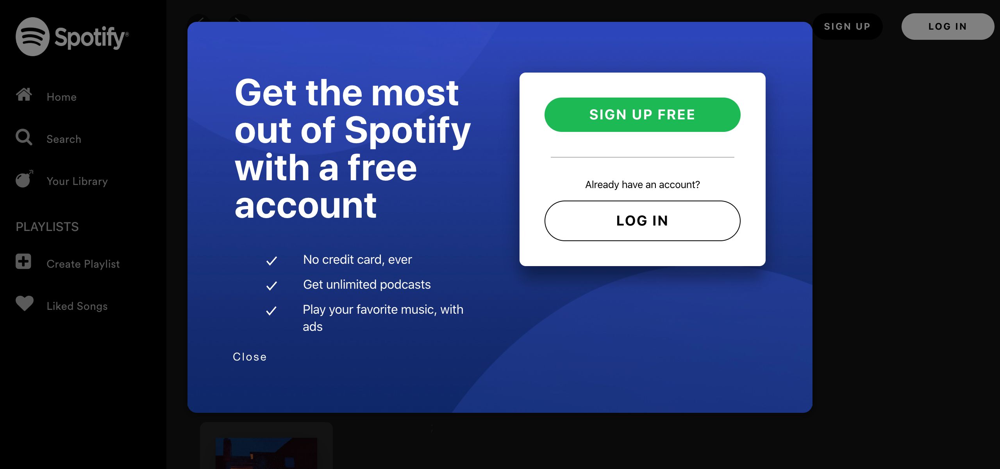 Spotify®
Home
Search
Your Library
PLAYLISTS
Create Playlist
Liked Songs
SIGN UP
LOG IN
Get the most
out of Spotify
with a free
account
No credit card, ever
Get unlimited podcasts
Play your favorite music, with
ads
Close
SIGN UP FREE
Already have an account?
LOG IN